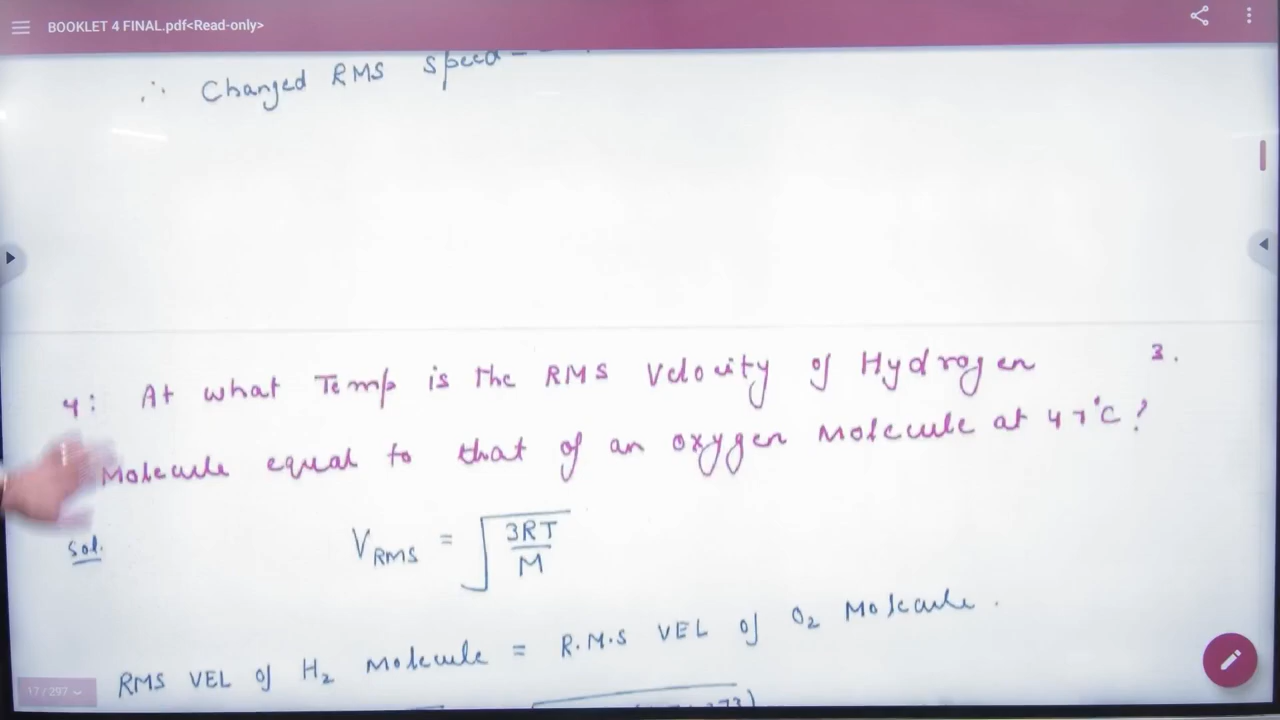 BOOKLET 4 FINAL.pdf<Read-only>
∴ Changed RMS Speed
3.
4: At what Temp is the RMS Velocity of Hydrogen
Molecule equal to that of an oxygen Molecule at 47°C?
Sol.
V_RMS = √(3RT/M)
RMS VEL of H₂ Molecule = R.M.S VEL of O₂ Molecule.
17 / 297